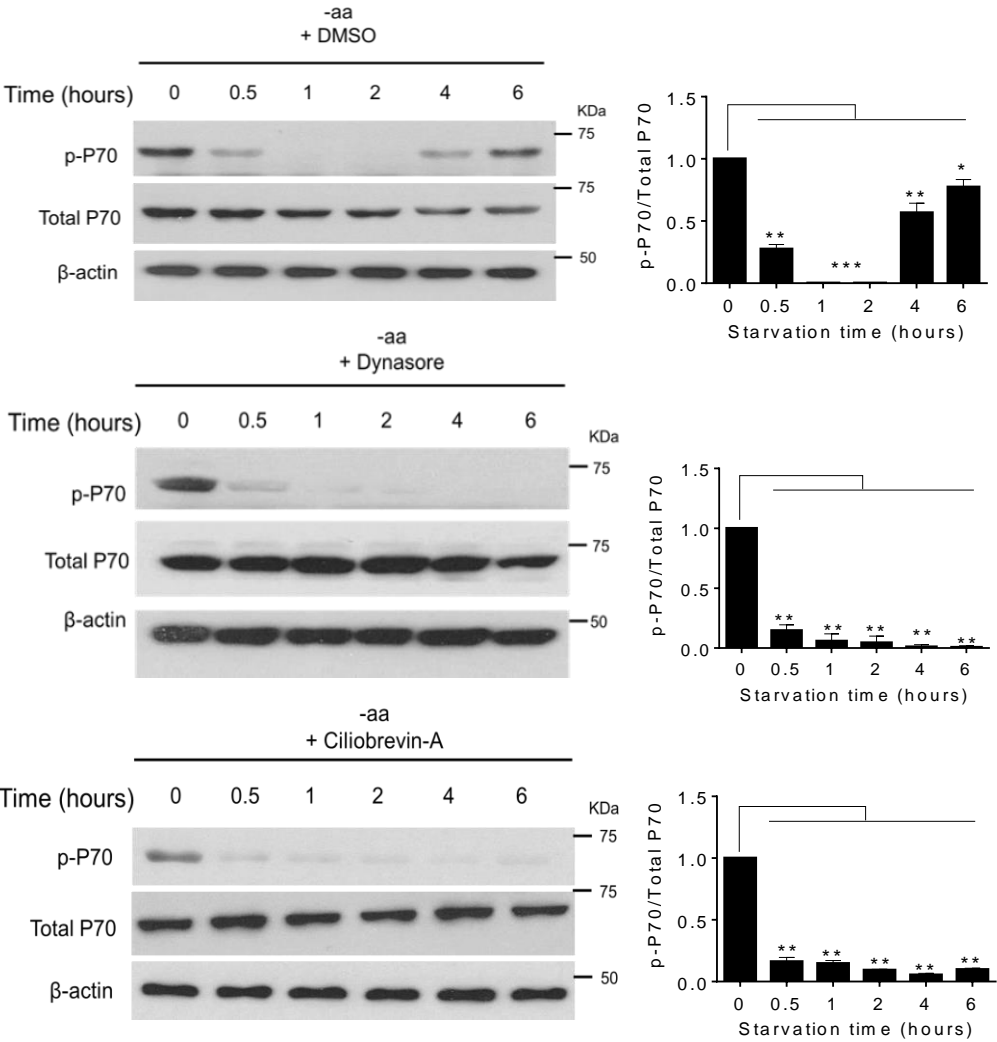 -aa
+ DMSO
Time (hours) 0 0.5 1 2 4 6
KDa
75
p-P70
75
Total P70
50
β-actin
1.5
1.0
0.5
0.0
p-P70/Total P70
** *** ** *
0 0.5 1 2 4 6
Starvation time (hours)
-aa
+ Dynasore
Time (hours) 0 0.5 1 2 4 6
KDa
75
p-P70
75
Total P70
50
β-actin
1.5
1.0
0.5
0.0
p-P70/Total P70
** ** ** ** **
0 0.5 1 2 4 6
Starvation time (hours)
-aa
+ Ciliobrevin-A
Time (hours) 0 0.5 1 2 4 6
KDa
75
p-P70
75
Total P70
50
β-actin
1.5
1.0
0.5
0.0
p-P70/Total P70
** ** ** ** **
0 0.5 1 2 4 6
Starvation time (hours)